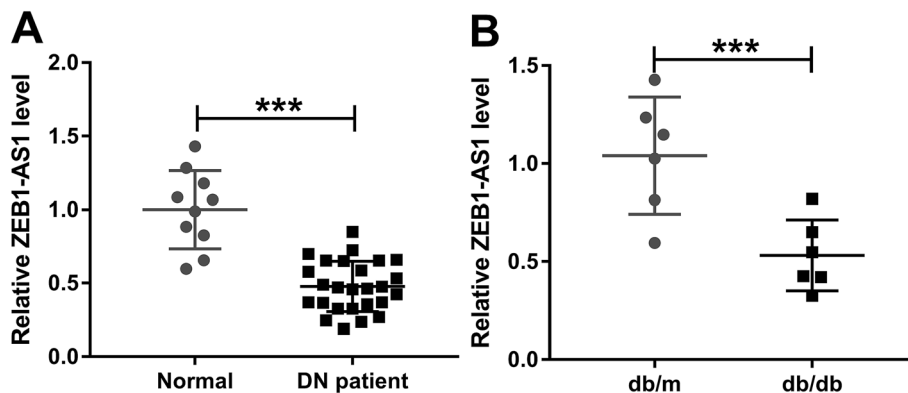 A
Relative ZEB1-AS1 level
2.0
1.5
1.0
0.5
0.0
***
Normal
DN patient
B
Relative ZEB1-AS1 level
1.5
1.0
0.5
0.0
***
db/m
db/db